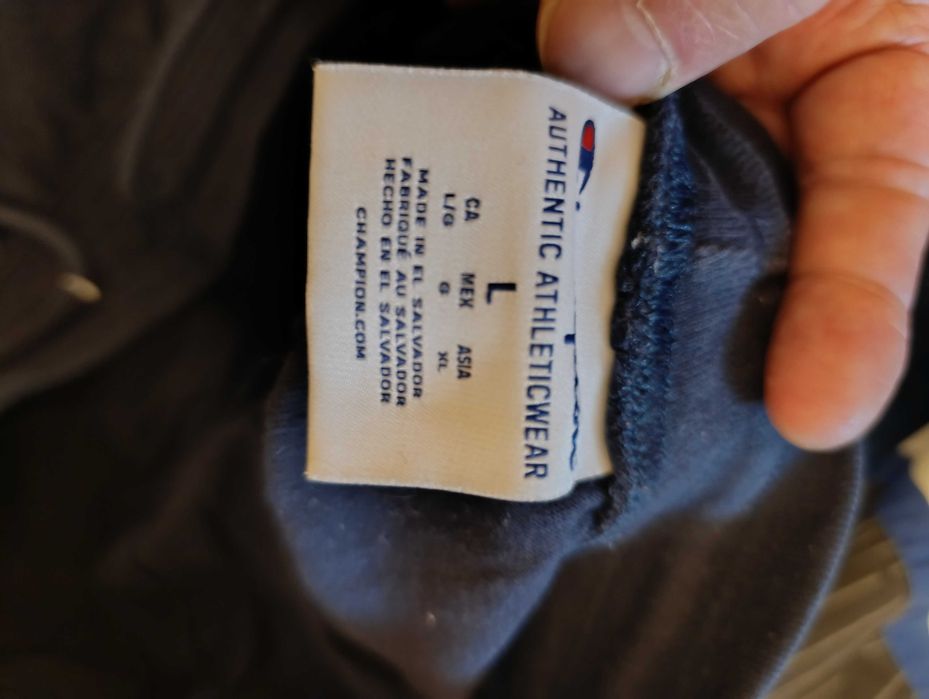 Champion
AUTHENTIC ATHLETICWEAR
L
CA MEX ASIA
L/G G XL
MADE IN EL SALVADOR
FABRIQUÉ AU SALVADOR
HECHO EN EL SALVADOR
CHAMPION.COM